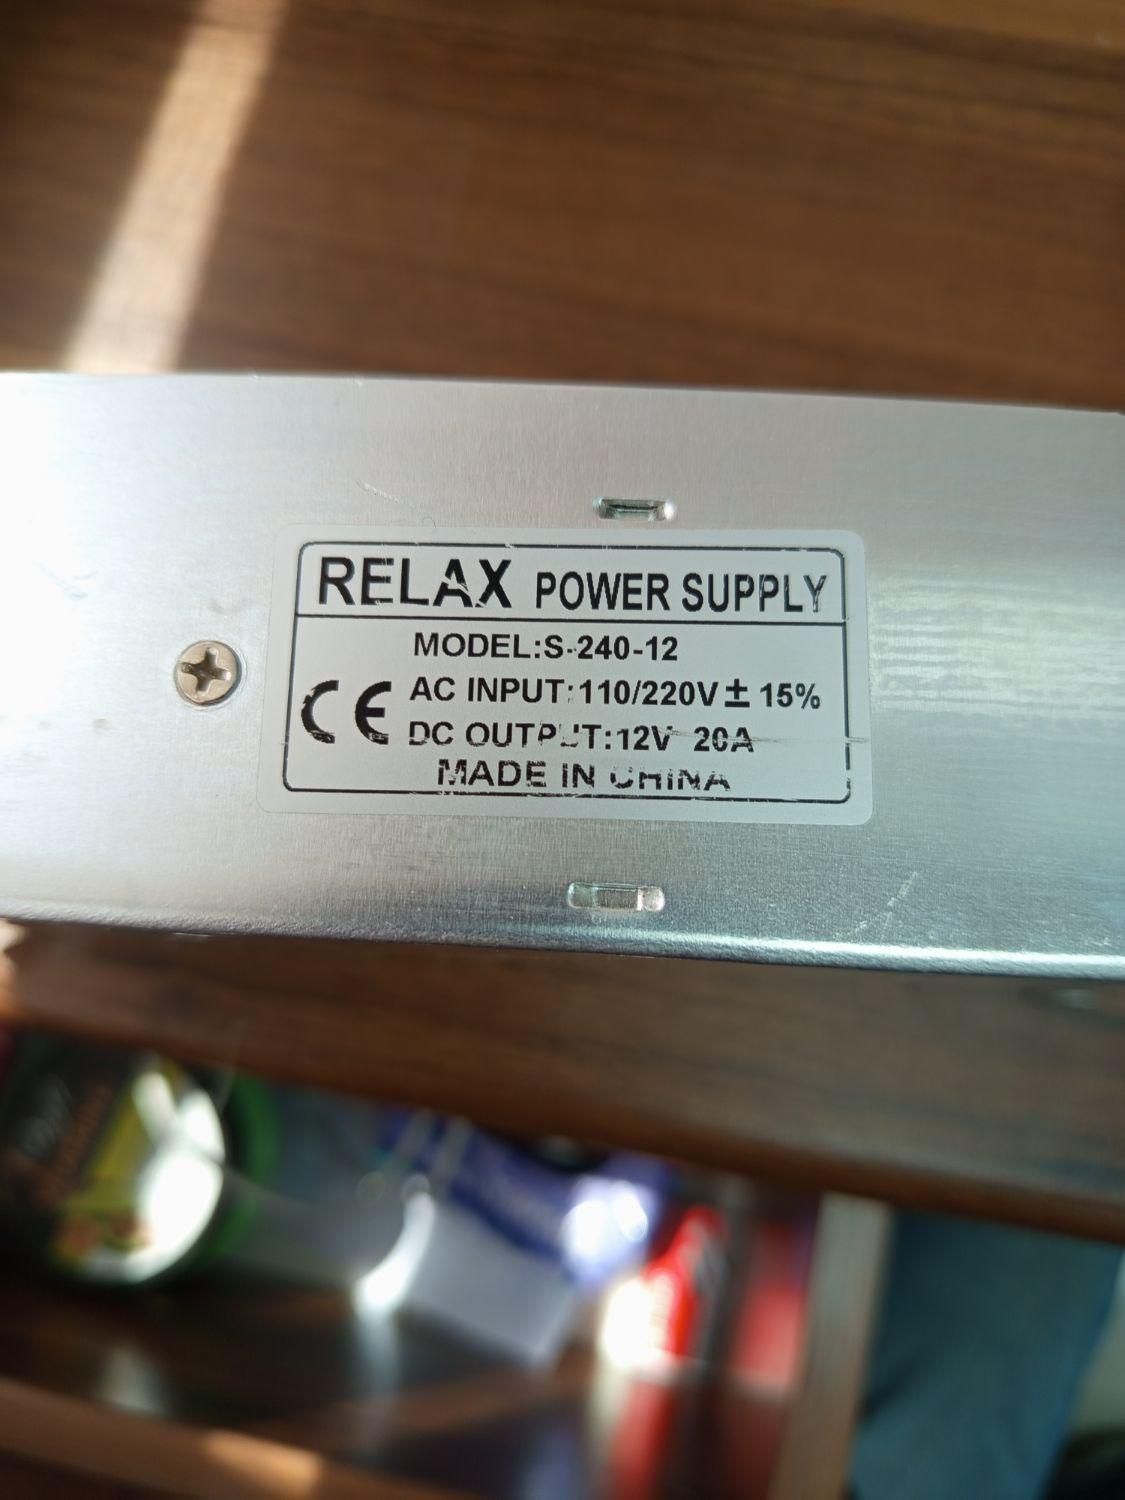 RELAX POWER SUPPLY
MODEL:S-240-12
AC INPUT:110/220V ± 15%
CE
DC OUTPUT:12V 20A
MADE IN CHINA